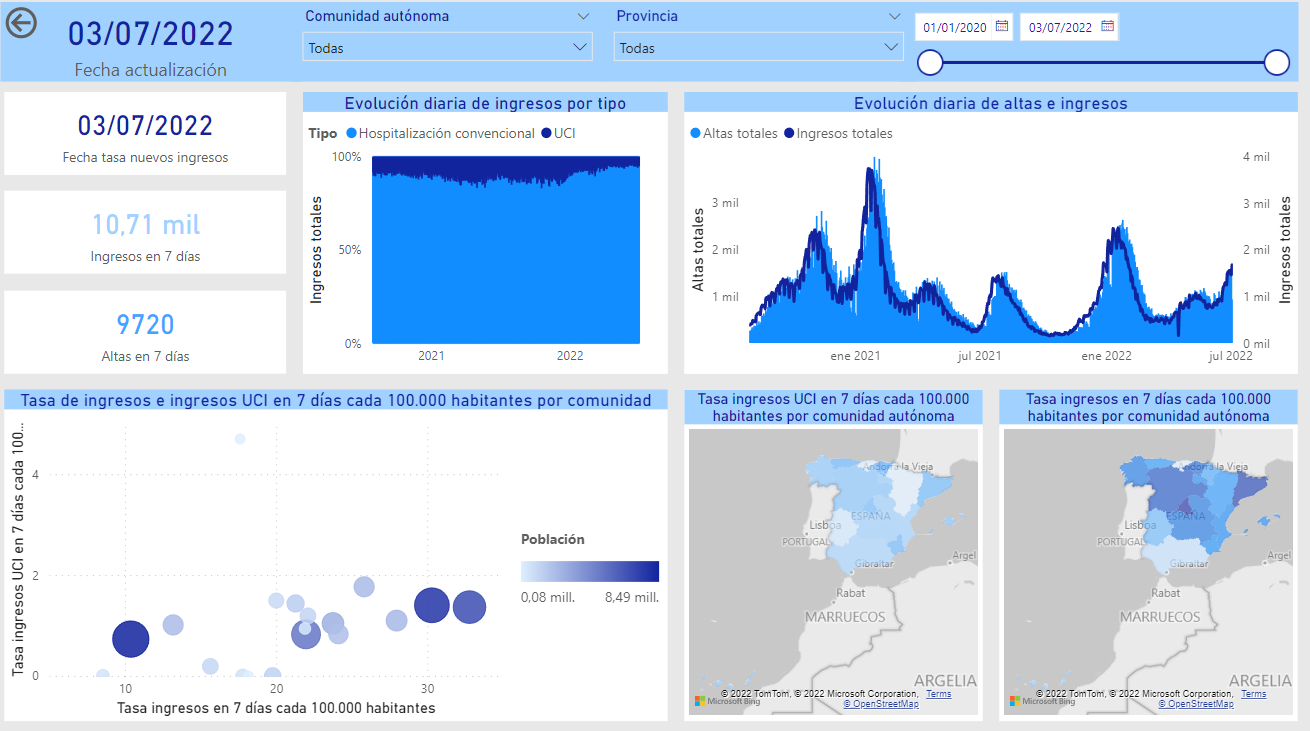 03/07/2022
Fecha actualización
Comunidad autónoma
Todas
Provincia
Todas
01/01/2020
03/07/2022
03/07/2022
Fecha tasa nuevos ingresos
10,71 mil
Ingresos en 7 días
9720
Altas en 7 días
Evolución diaria de ingresos por tipo
Tipo Hospitalización convencional UCI
Ingresos totales
100%
50%
0%
2021 2022
Evolución diaria de altas e ingresos
Altas totales Ingresos totales
Altas totales
3 mil
2 mil
1 mil
4 mil
3 mil
2 mil
1 mil
0 mil
Ingresos totales
ene 2021 jul 2021 ene 2022 jul 2022
Tasa de ingresos e ingresos UCI en 7 días cada 100.000 habitantes por comunidad
Tasa ingresos UCI en 7 días cada 100...
4
2
0
10 20 30
Tasa ingresos en 7 días cada 100.000 habitantes
Población
0,08 mill. 8,49 mill.
Tasa ingresos UCI en 7 días cada 100.000
habitantes por comunidad autónoma
Andorra la Vieja
ESPAÑA
Lisboa
PORTUGAL
Gibraltar
Argel
Rabat
MARRUECOS
ARGELIA
© 2022 TomTom, © 2022 Microsoft Corporation, Terms
© OpenStreetMap
Microsoft Bing
Tasa ingresos en 7 días cada 100.000
habitantes por comunidad autónoma
Andorra la Vieja
ESPAÑA
Lisboa
PORTUGAL
Gibraltar
Argel
Rabat
MARRUECOS
ARGELIA
© 2022 TomTom, © 2022 Microsoft Corporation, Terms
© OpenStreetMap
Microsoft Bing